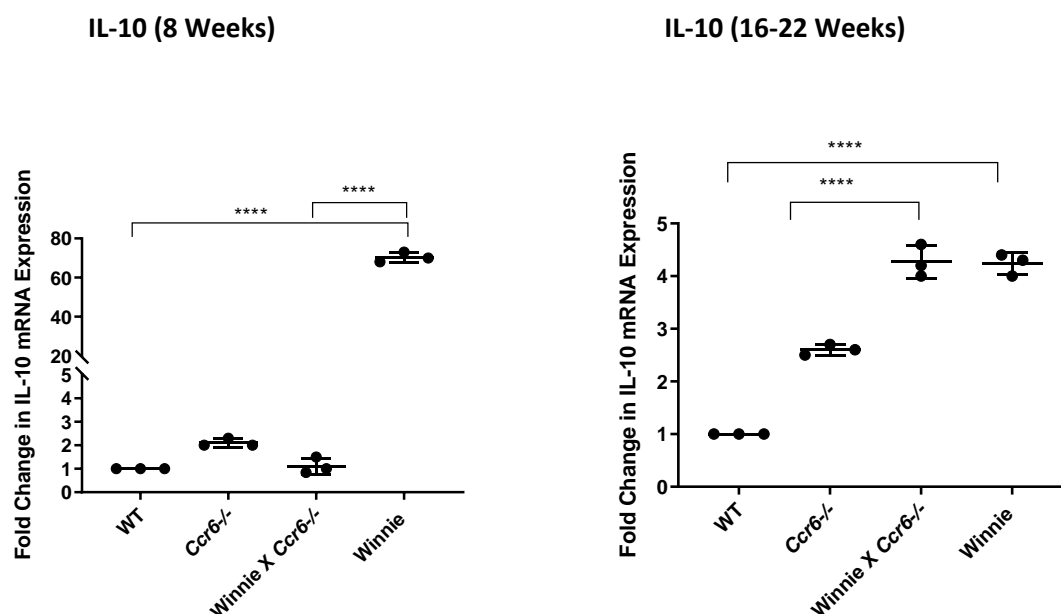 IL-10 (8 Weeks)
Fold Change in IL-10 mRNA Expression
****
****
80
60
40
20
5
4
3
2
1
0
WT
Ccr6-/-
Winnie X Ccr6-/-
Winnie
IL-10 (16-22 Weeks)
Fold Change in IL-10 mRNA Expression
****
****
5
4
3
2
1
0
WT
Ccr6-/-
Winnie X Ccr6-/-
Winnie